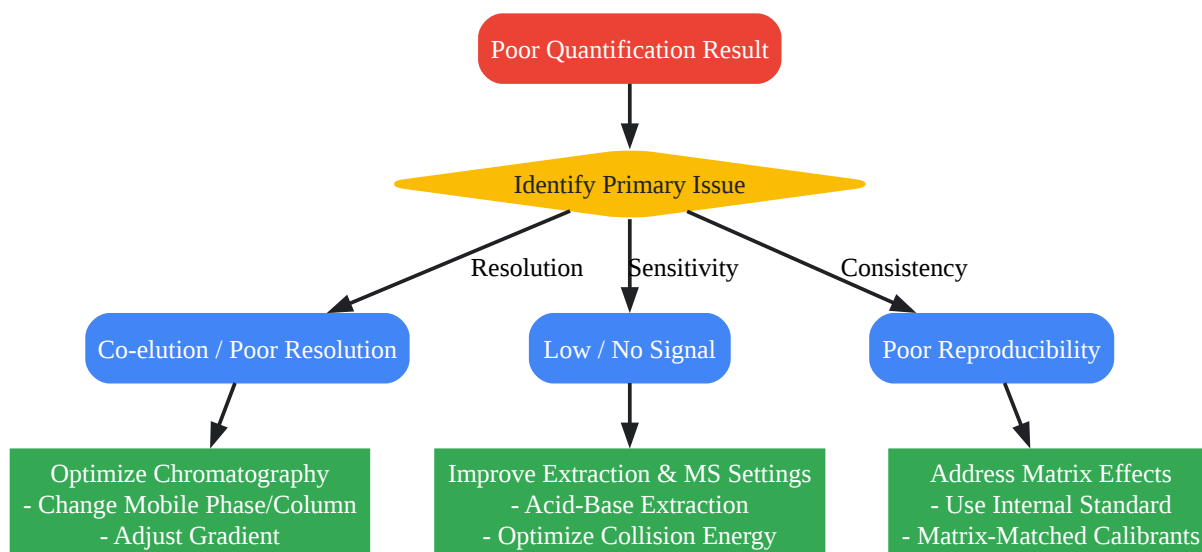 Poor Quantification Result
Identify Primary Issue
Resolution
Sensitivity
Consistency
Co-elution / Poor Resolution
Low / No Signal
Poor Reproducibility
Optimize Chromatography
- Change Mobile Phase/Column
- Adjust Gradient
Improve Extraction & MS Settings
- Acid-Base Extraction
- Optimize Collision Energy
Address Matrix Effects
- Use Internal Standard
- Matrix-Matched Calibrants